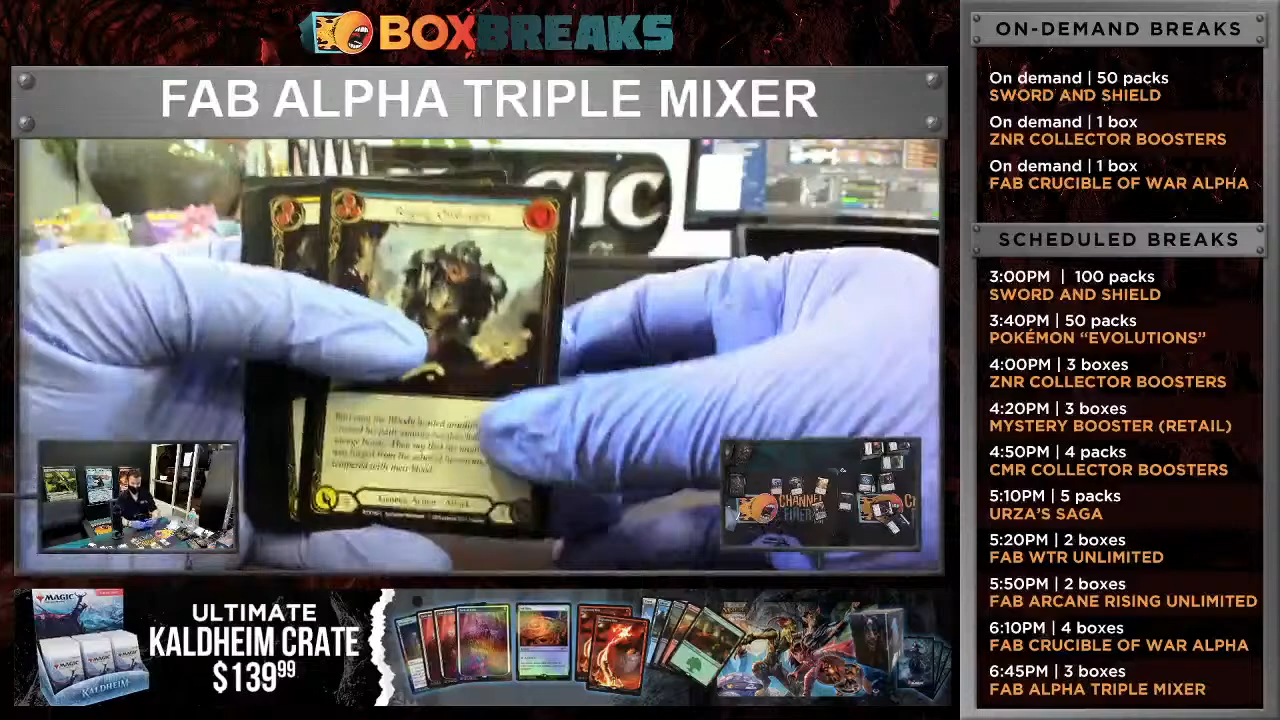 BOXBREAKS
FAB ALPHA TRIPLE MIXER
GIC
Generic Action - Attack
CHANNEL
FIREBALL
ULTIMATE
KALDHEIM CRATE
$139.99
MAGIC
KALDHEIM
ON-DEMAND BREAKS
On demand | 50 packs
SWORD AND SHIELD
On demand | 1 box
ZNR COLLECTOR BOOSTERS
On demand | 1 box
FAB CRUCIBLE OF WAR ALPHA
SCHEDULED BREAKS
3:00PM | 100 packs
SWORD AND SHIELD
3:40PM | 50 packs
POKÉMON “EVOLUTIONS”
4:00PM | 3 boxes
ZNR COLLECTOR BOOSTERS
4:20PM | 3 boxes
MYSTERY BOOSTER (RETAIL)
4:50PM | 4 packs
CMR COLLECTOR BOOSTERS
5:10PM | 5 packs
URZA’S SAGA
5:20PM | 2 boxes
FAB WTR UNLIMITED
5:50PM | 2 boxes
FAB ARCANE RISING UNLIMITED
6:10PM | 4 boxes
FAB CRUCIBLE OF WAR ALPHA
6:45PM | 3 boxes
FAB ALPHA TRIPLE MIXER